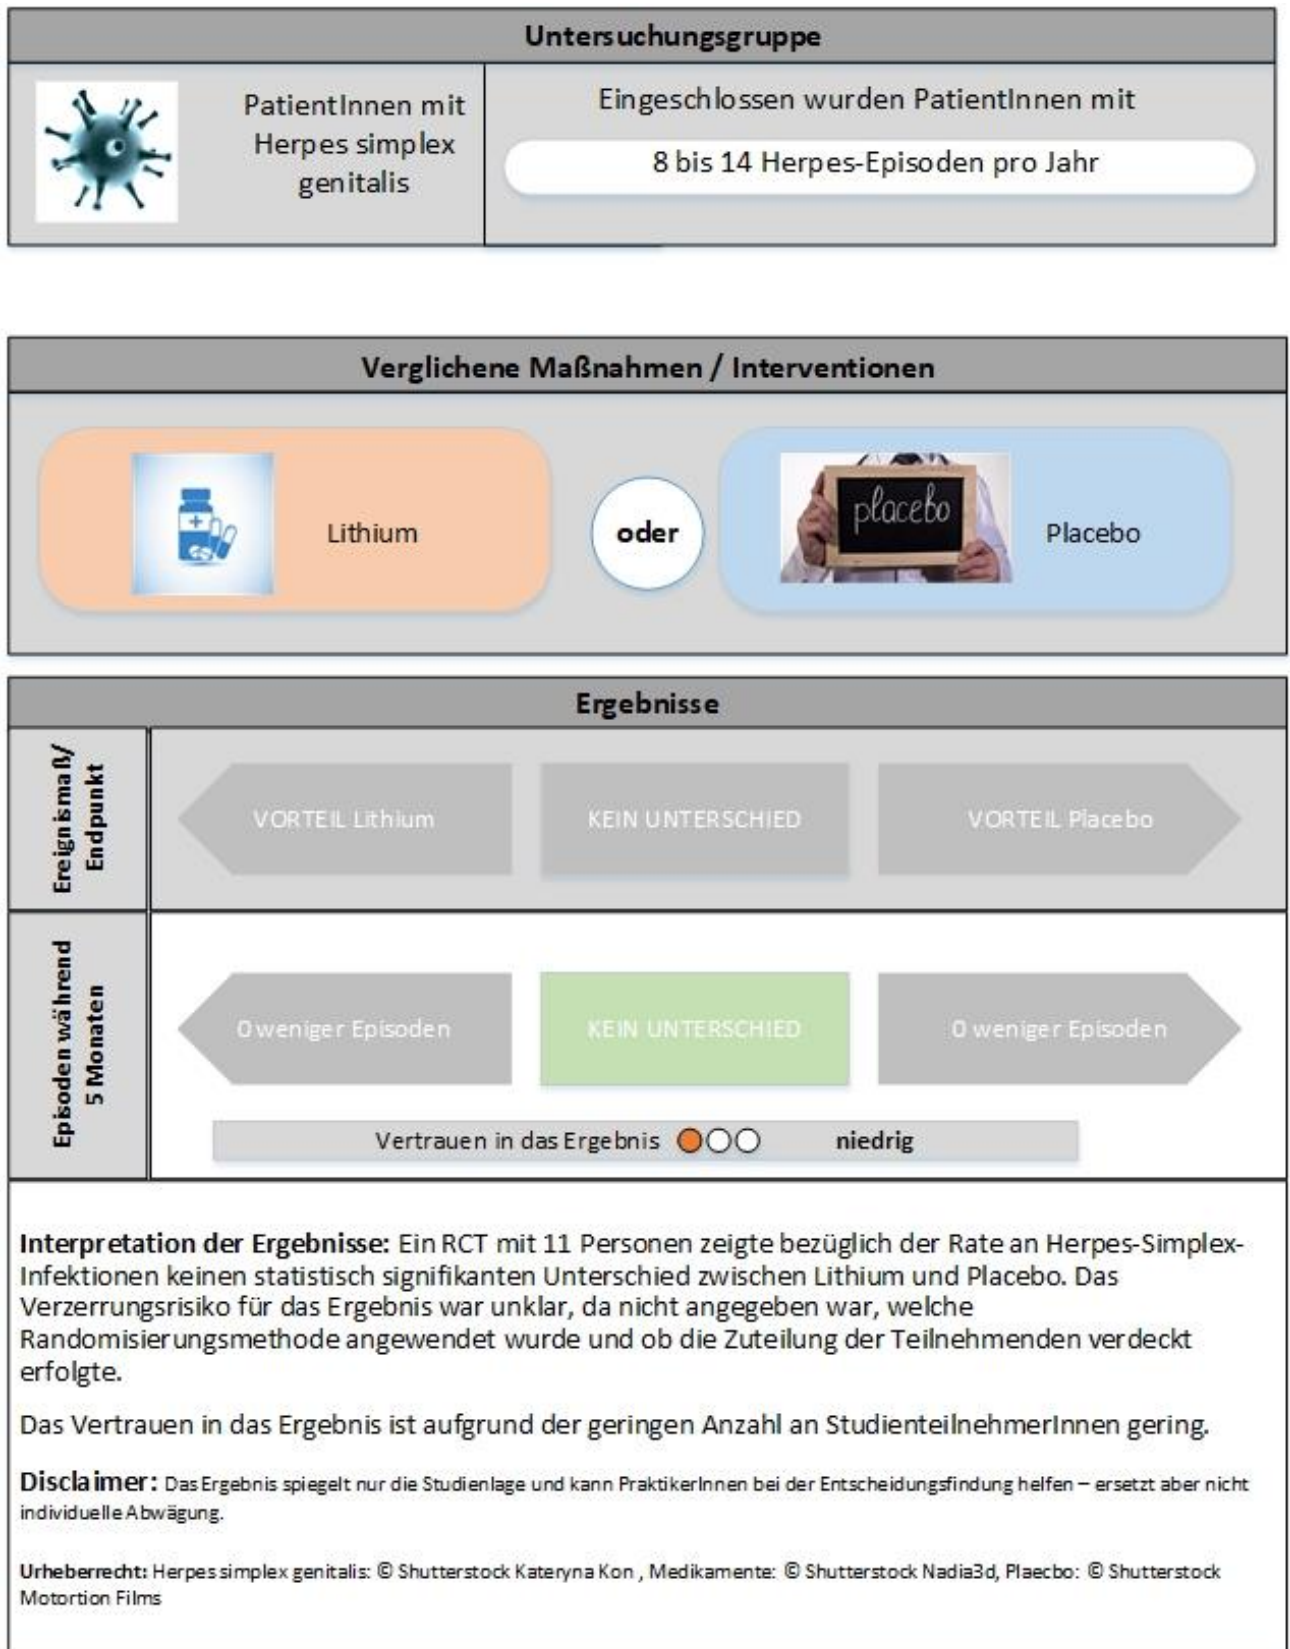 Untersuchungsgruppe
PatientInnen mit
Herpes simplex
genitalis
Eingeschlossen wurden PatientInnen mit
8 bis 14 Herpes-Episoden pro Jahr
Verglichene Maßnahmen / Interventionen
Lithium
oder
placebo
Placebo
Ergebnisse
Ereignismaß/
Endpunkt
VORTEIL Lithium
KEIN UNTERSCHIED
VORTEIL Placebo
Episoden während
5 Monaten
0 weniger Episoden
KEIN UNTERSCHIED
0 weniger Episoden
Vertrauen in das Ergebnis niedrig
Interpretation der Ergebnisse: Ein RCT mit 11 Personen zeigte bezüglich der Rate an Herpes-Simplex-
Infektionen keinen statistisch signifikanten Unterschied zwischen Lithium und Placebo. Das
Verzerrungsrisiko für das Ergebnis war unklar, da nicht angegeben war, welche
Randomisierungsmethode angewendet wurde und ob die Zuteilung der Teilnehmenden verdeckt
erfolgte.
Das Vertrauen in das Ergebnis ist aufgrund der geringen Anzahl an StudienteilnehmerInnen gering.
Disclaimer: Das Ergebnis spiegelt nur die Studienlage und kann PraktikerInnen bei der Entscheidungsfindung helfen – ersetzt aber nicht
individuelle Abwägung.
Urheberrecht: Herpes simplex genitalis: © Shutterstock Kateryna Kon , Medikamente: © Shutterstock Nadia3d, Plaecbo: © Shutterstock
Motortion Films